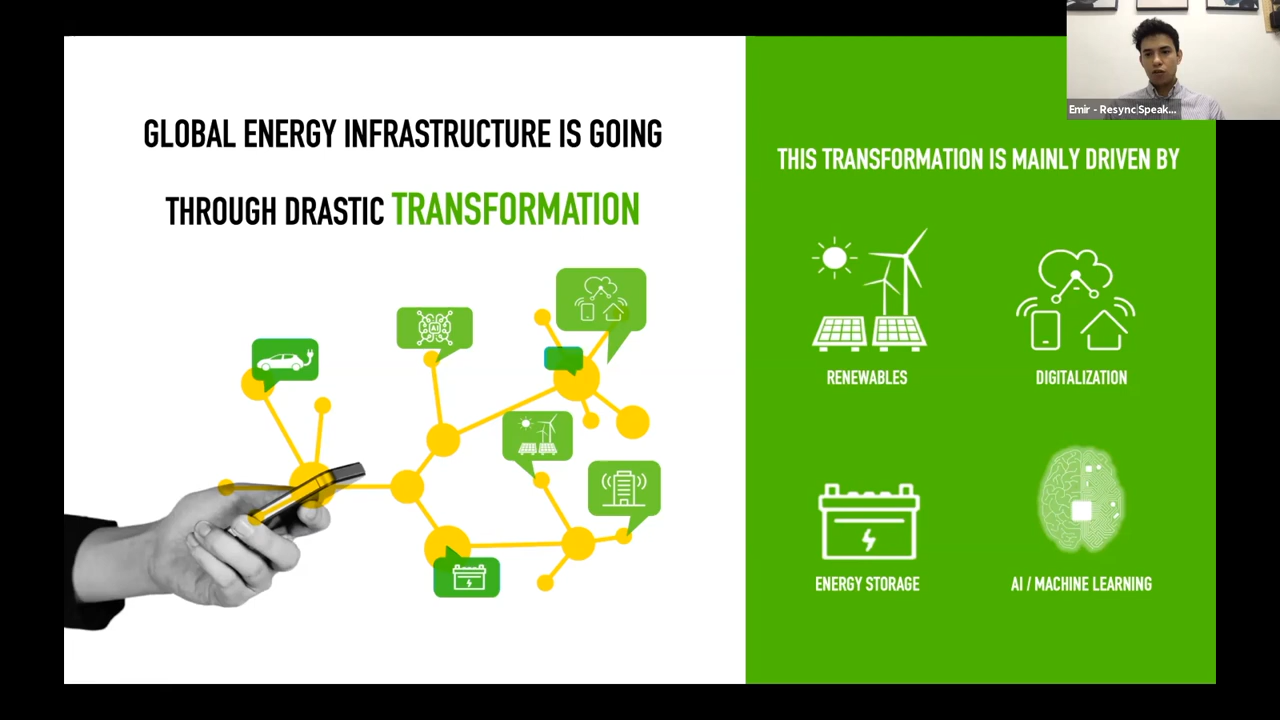 GLOBAL ENERGY INFRASTRUCTURE IS GOING
THROUGH DRASTIC TRANSFORMATION
AI
THIS TRANSFORMATION IS MAINLY DRIVEN BY
RENEWABLES
DIGITALIZATION
ENERGY STORAGE
AI / MACHINE LEARNING
Emir - Resync Speak...